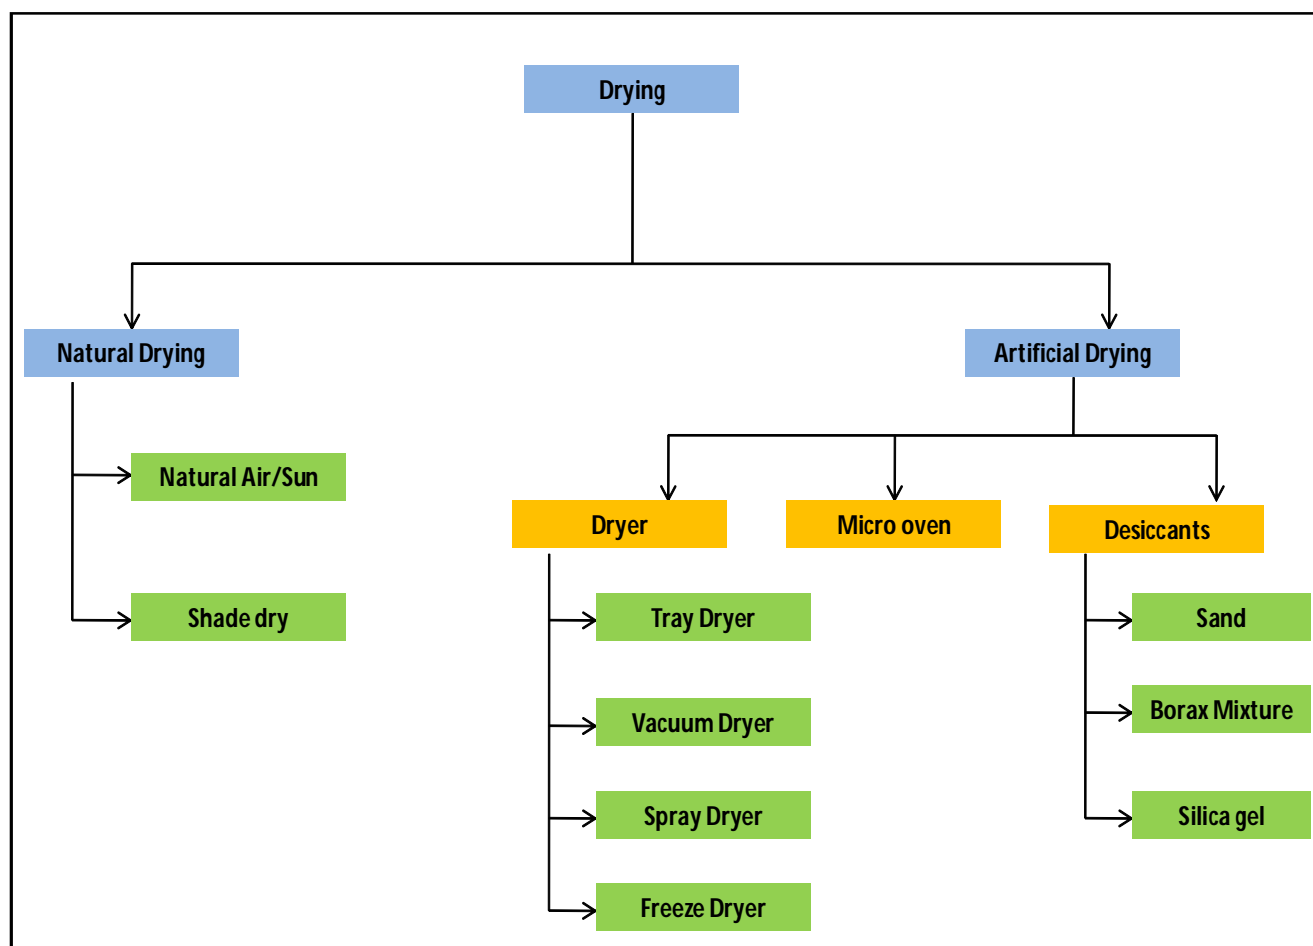 Drying
Natural Drying
Artificial Drying
Natural Air/Sun
Shade dry
Dryer
Micro oven
Desiccants
Tray Dryer
Vacuum Dryer
Spray Dryer
Freeze Dryer
Sand
Borax Mixture
Silica gel